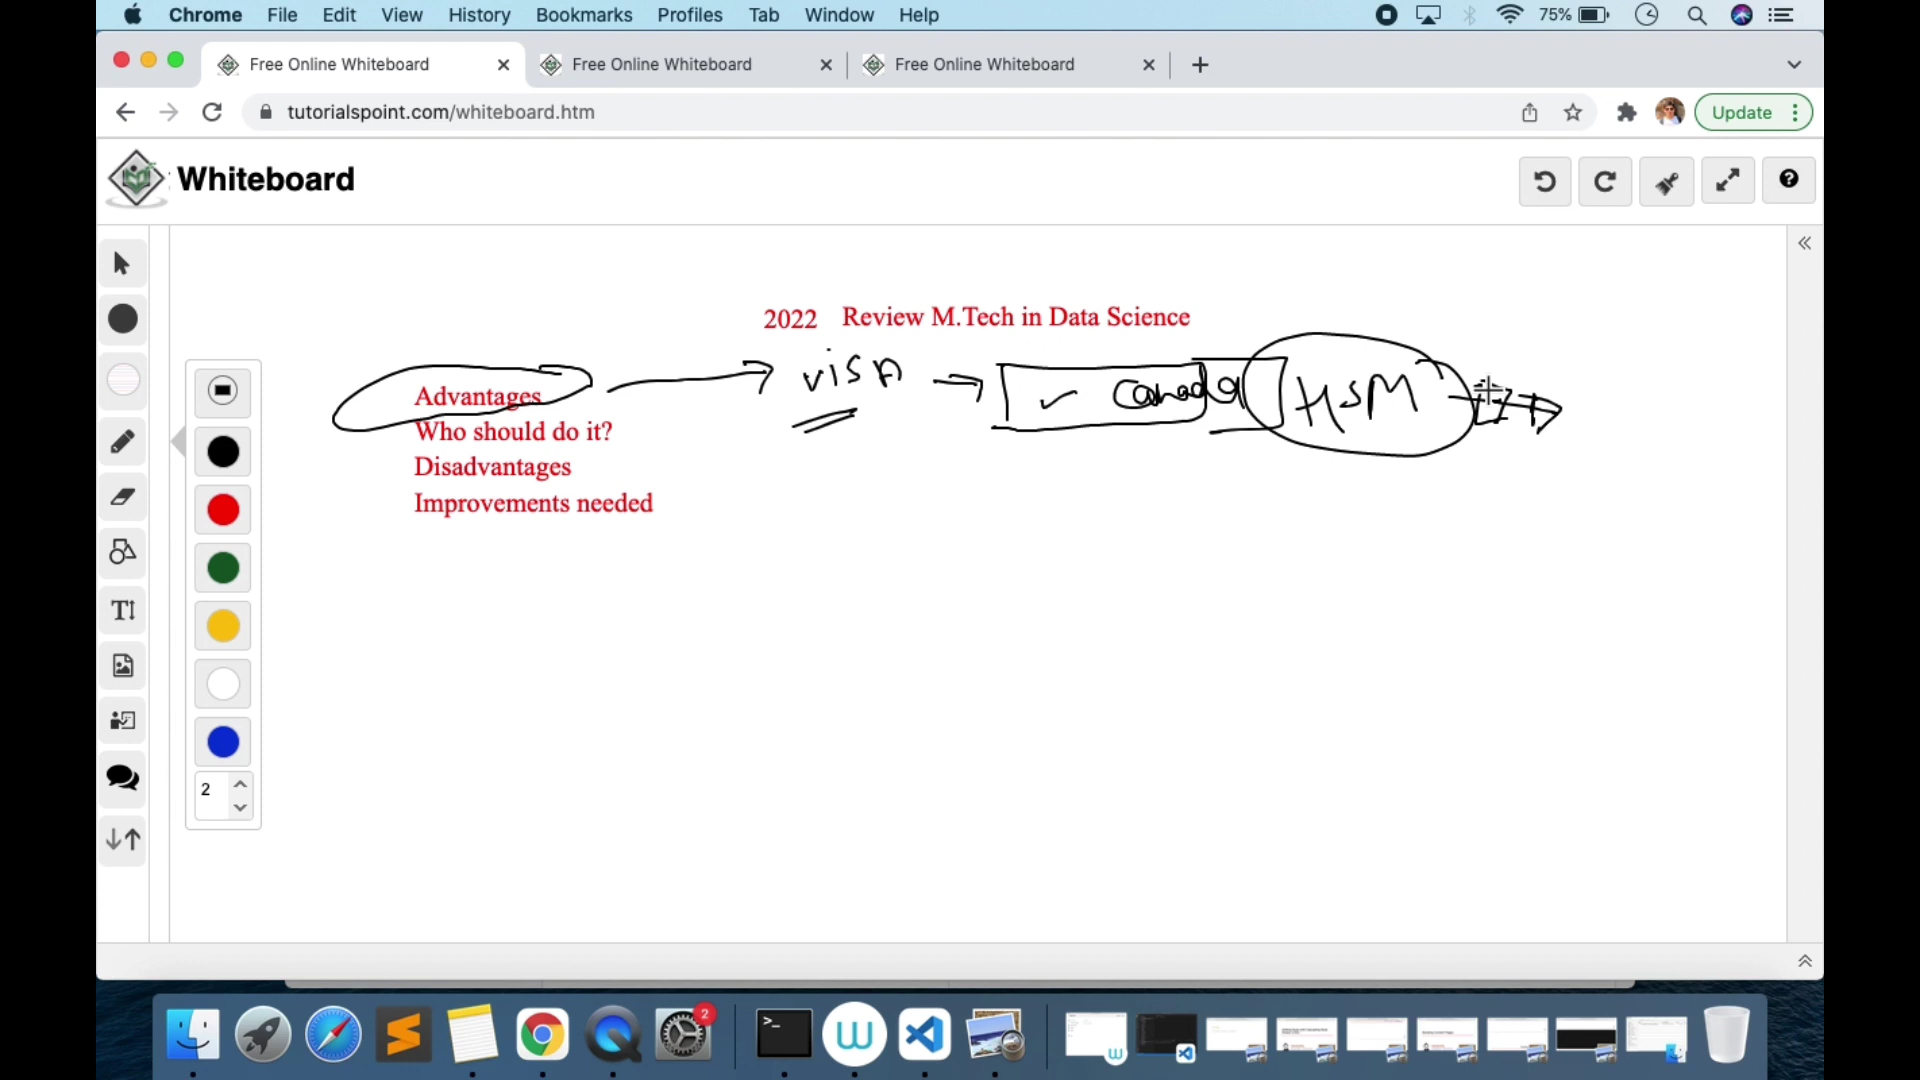 Chrome File Edit View History Bookmarks Profiles Tab Window Help 75%
Free Online Whiteboard Free Online Whiteboard Free Online Whiteboard
tutorialspoint.com/whiteboard.htm Update
Whiteboard
2022 Review M.Tech in Data Science
Advantages → visa → ✓ Canada HSM
Who should do it?
Disadvantages
Improvements needed
2
2